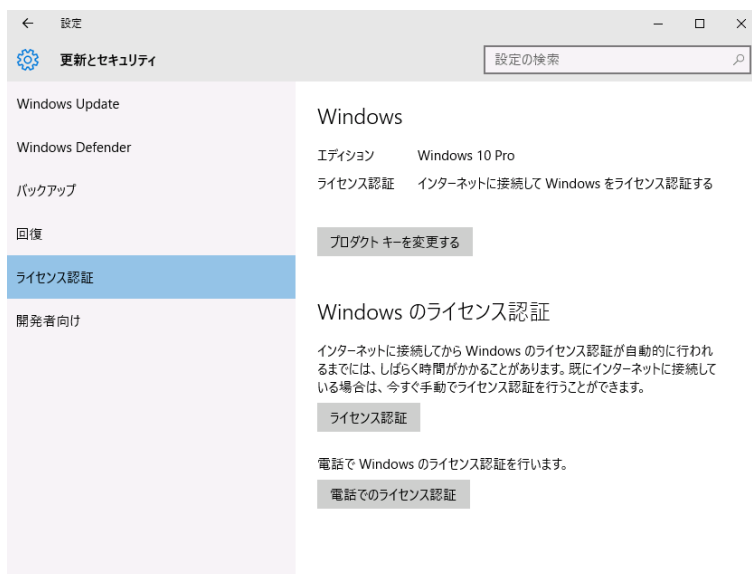 設定
更新とセキュリティ
設定の検索
Windows Update
Windows Defender
バックアップ
回復
ライセンス認証
開発者向け
Windows
エディション Windows 10 Pro
ライセンス認証 インターネットに接続して Windows をライセンス認証する
プロダクト キーを変更する
Windows のライセンス認証
インターネットに接続してから Windows のライセンス認証が自動的に行われ
るまでには、しばらく時間がかかることがあります。既にインターネットに接続して
いる場合は、今すぐ手動でライセンス認証を行うことができます。
ライセンス認証
電話で Windows のライセンス認証を行います。
電話でのライセンス認証